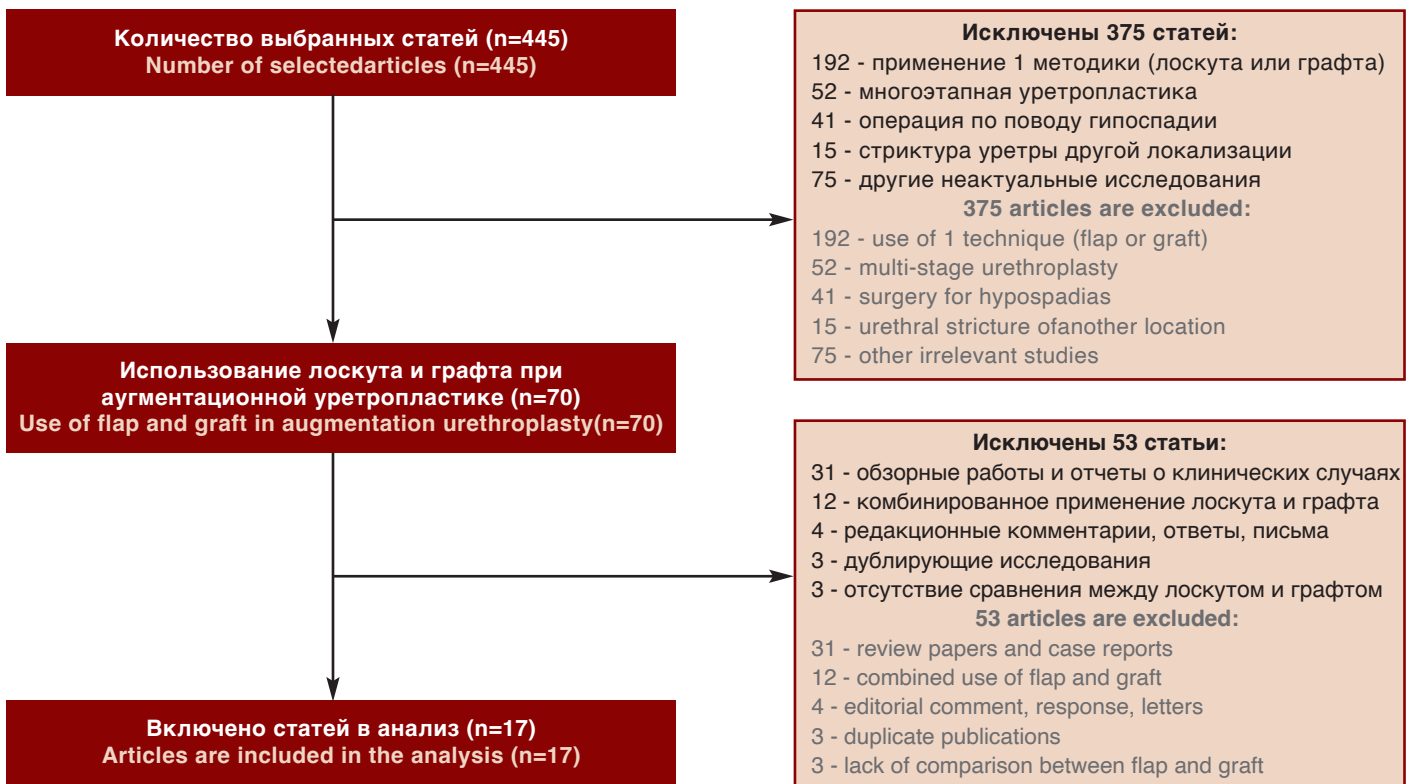 Количество выбранных статей (n=445)
Number of selectedarticles (n=445)
Исключены 375 статей:
192 - применение 1 методики (лоскута или графта)
52 - многоэтапная уретропластика
41 - операция по поводу гипоспадии
15 - стриктура уретры другой локализации
75 - другие неактуальные исследования
375 articles are excluded:
192 - use of 1 technique (flap or graft)
52 - multi-stage urethroplasty
41 - surgery for hypospadias
15 - urethral stricture ofanother location
75 - other irrelevant studies
Использование лоскута и графта при
аугментационной уретропластике (n=70)
Use of flap and graft in augmentation urethroplasty(n=70)
Исключены 53 статьи:
31 - обзорные работы и отчеты о клинических случаях
12 - комбинированное применение лоскута и графта
4 - редакционные комментарии, ответы, письма
3 - дублирующие исследования
3 - отсутствие сравнения между лоскутом и графтом
53 articles are excluded:
31 - review papers and case reports
12 - combined use of flap and graft
4 - editorial comment, response, letters
3 - duplicate publications
3 - lack of comparison between flap and graft
Включено статей в анализ (n=17)
Articles are included in the analysis (n=17)